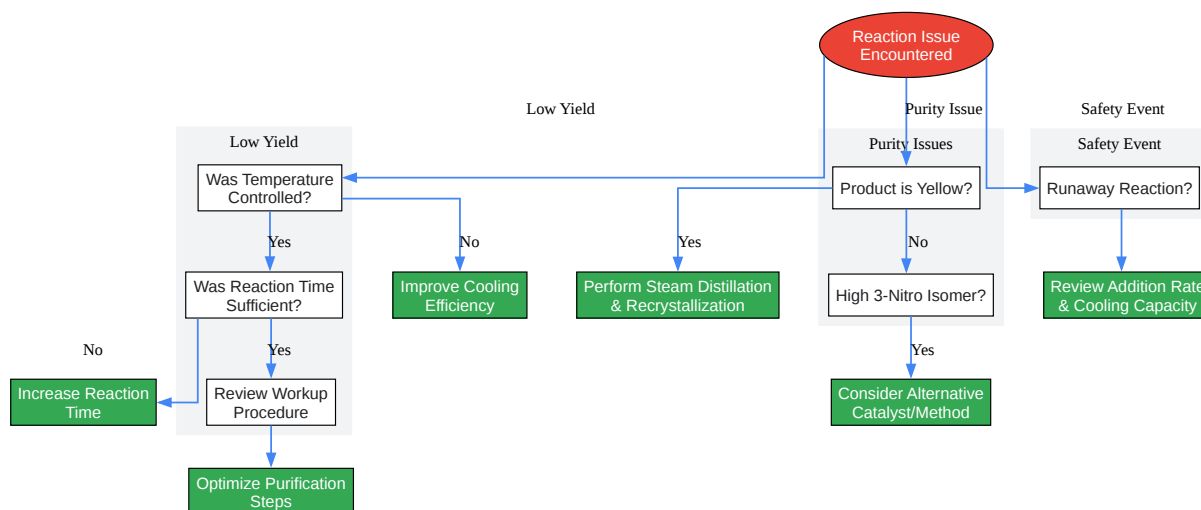 Reaction Issue
Encountered
Low Yield
Purity Issue
Safety Event
Low Yield
Purity Issues
Safety Event
Was Temperature
Controlled?
Product is Yellow?
Runaway Reaction?
Yes
No
Yes
No
Was Reaction Time
Sufficient?
Improve Cooling
Efficiency
Perform Steam Distillation
& Recrystallization
High 3-Nitro Isomer?
Review Addition Rate
& Cooling Capacity
No
Yes
Yes
Increase Reaction
Time
Review Workup
Procedure
Consider Alternative
Catalyst/Method
Optimize Purification
Steps